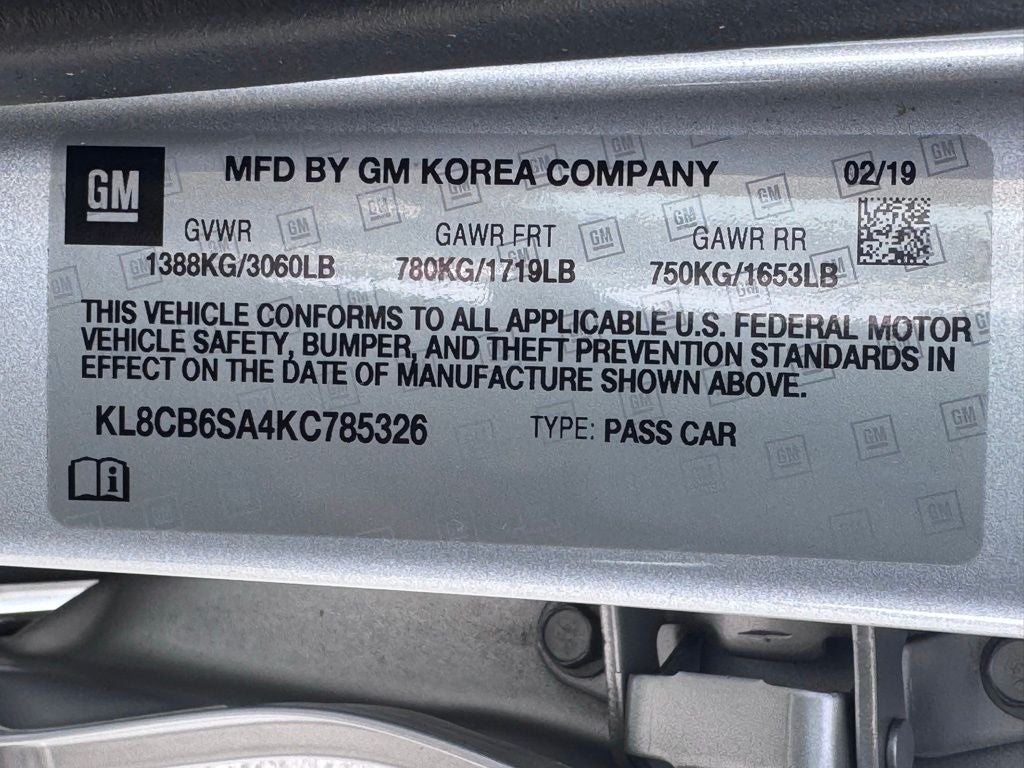 GM
MFD BY GM KOREA COMPANY 02/19
GVWR GAWR FRT GAWR RR
1388KG/3060LB 780KG/1719LB 750KG/1653LB
THIS VEHICLE CONFORMS TO ALL APPLICABLE U.S. FEDERAL MOTOR
VEHICLE SAFETY, BUMPER, AND THEFT PREVENTION STANDARDS IN
EFFECT ON THE DATE OF MANUFACTURE SHOWN ABOVE.
KL8CB6SA4KC785326 TYPE: PASS CAR
i